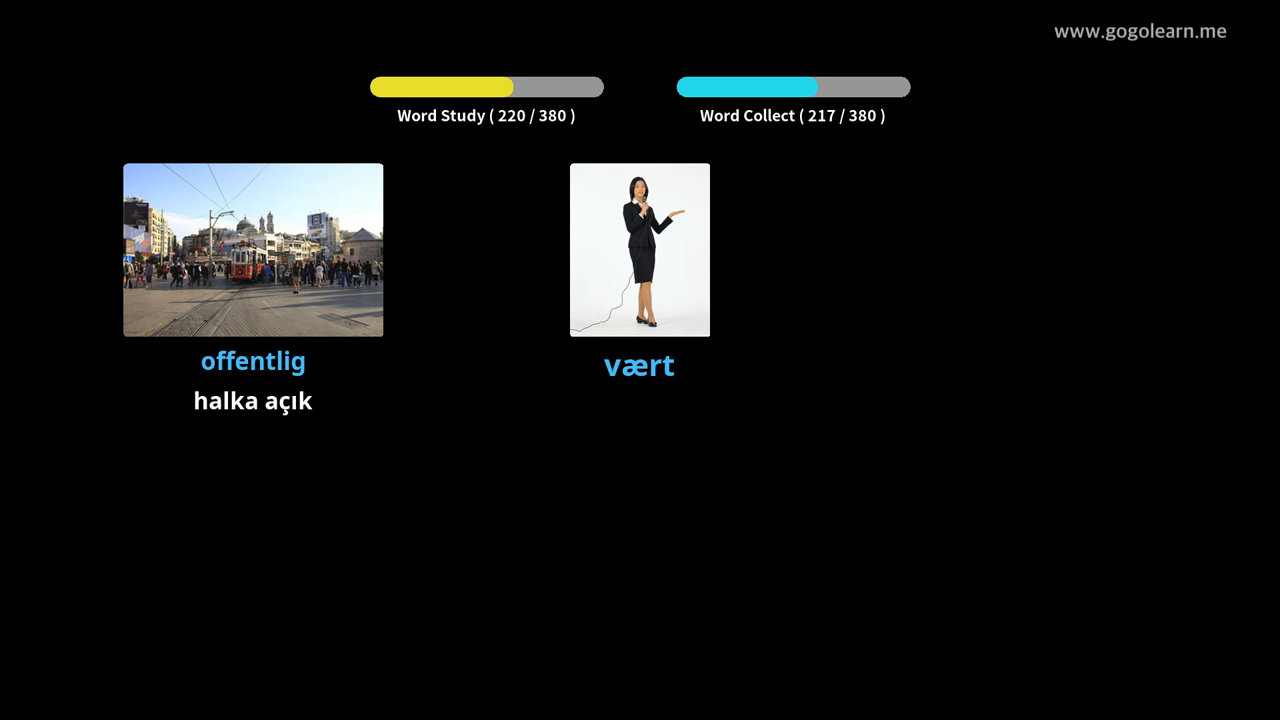 www.gogolearn.me
Word Study ( 220 / 380 )
Word Collect ( 217 / 380 )
offentlig
halka açık
vært